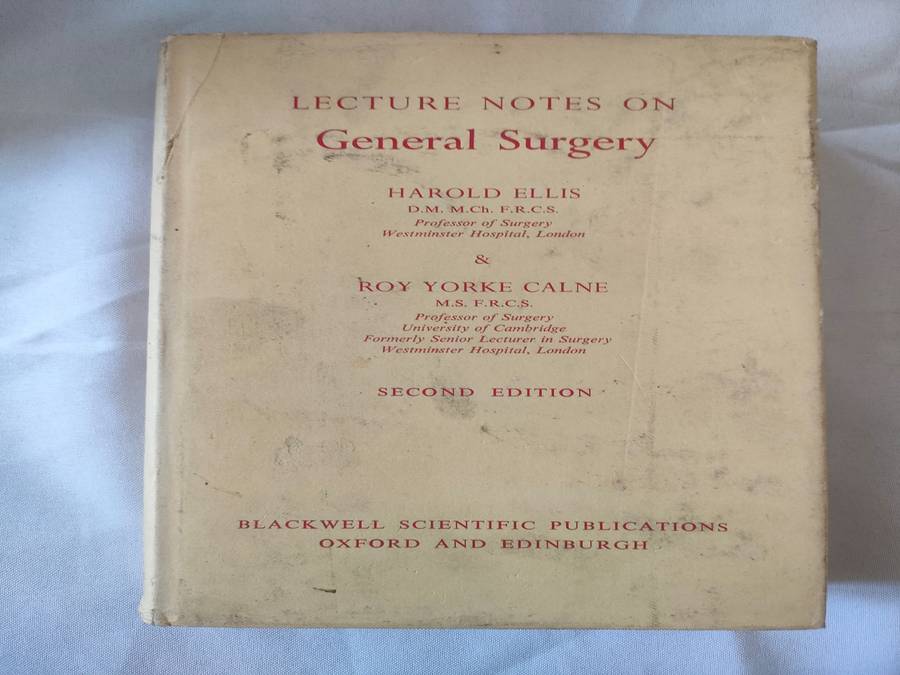 LECTURE NOTES ON
General Surgery
HAROLD ELLIS
D.M. M.Ch. F.R.C.S.
Professor of Surgery
Westminster Hospital, London
&
ROY YORKE CALNE
M.S. F.R.C.S.
Professor of Surgery
University of Cambridge
Formerly Senior Lecturer in Surgery
Westminster Hospital, London
SECOND EDITION
BLACKWELL SCIENTIFIC PUBLICATIONS
OXFORD AND EDINBURGH